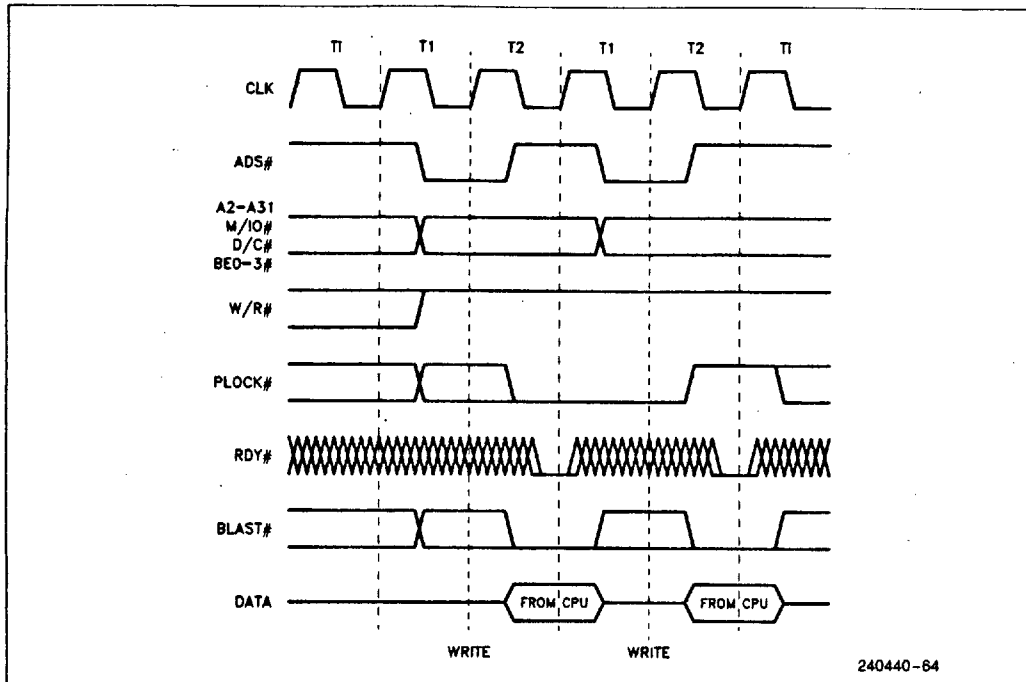 Ti T1 T2 T1 T2 Ti
CLK
ADS#
A2-A31
M/IO#
D/C#
BE0-3#
W/R#
PLOCK#
RDY#
BLAST#
DATA FROM CPU FROM CPU
WRITE WRITE
240440-64